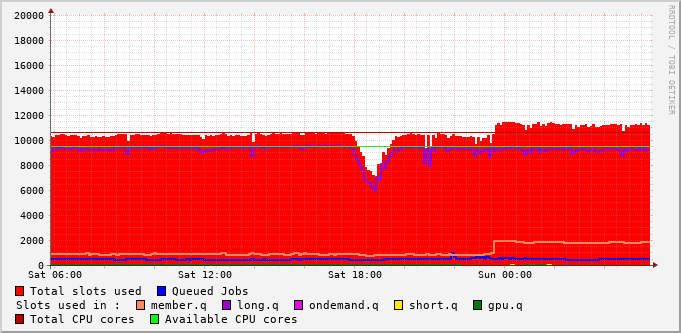 20000
18000
16000
14000
12000
10000
8000
6000
4000
2000
0
Sat 06:00 Sat 12:00 Sat 18:00 Sun 00:00
RRDTOOL / TOBI OETIKER
Total slots used Queued Jobs
Slots used in : member.q long.q ondemand.q short.q gpu.q
Total CPU cores Available CPU cores